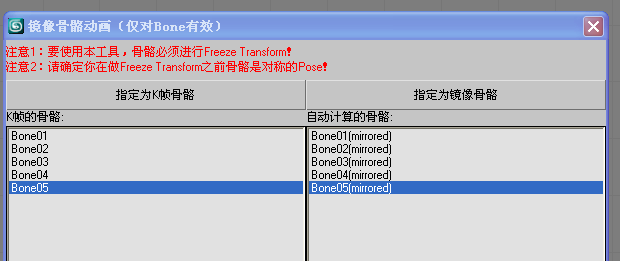 镜像骨骼动画（仅对Bone有效）
注意1：要使用本工具，骨骼必须进行Freeze Transform!
注意2：请确定你在做Freeze Transform之前骨骼是对称的Pose!
指定为K帧骨骼 指定为镜像骨骼
K帧的骨骼: 自动计算的骨骼:
Bone01 Bone01(mirrored)
Bone02 Bone02(mirrored)
Bone03 Bone03(mirrored)
Bone04 Bone04(mirrored)
Bone05 Bone05(mirrored)